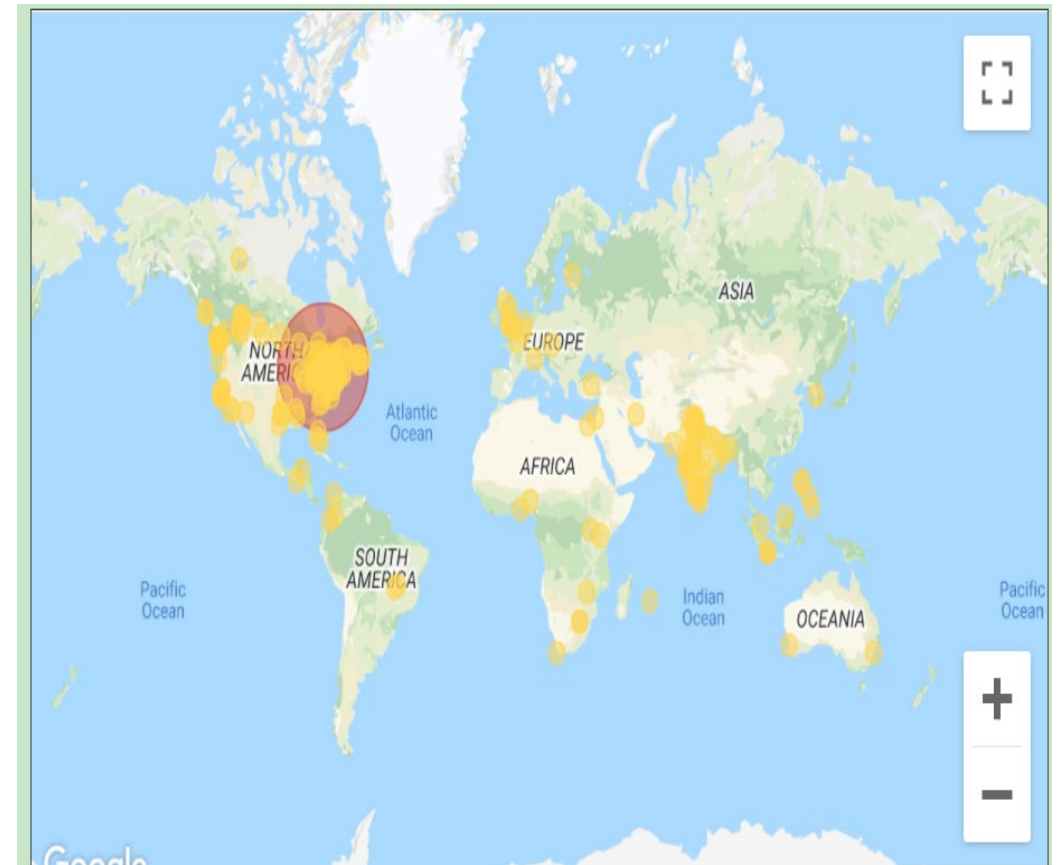 ASIA
NORTH
AMERIC
EUROPE
Atlantic
Ocean
AFRICA
SOUTH
AMERICA
Pacific
Ocean
Indian
Ocean
OCEANIA
Pacific
Ocean
+
−
Google